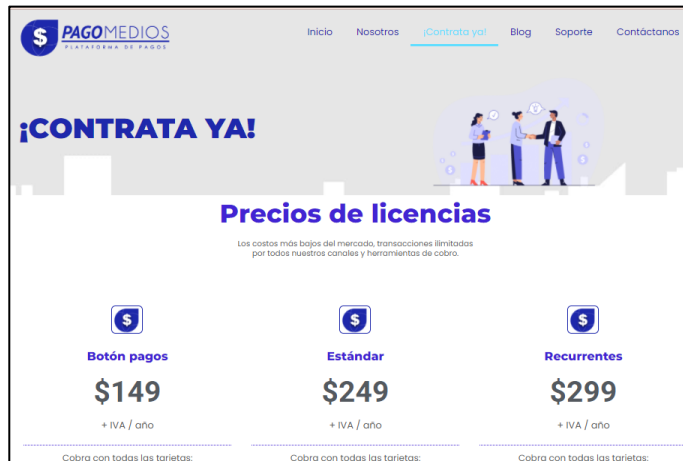 PAGOMEDIOS
PLATAFORMA DE PAGOS
Inicio Nosotros ¡Contrata ya! Blog Soporte Contáctanos
¡CONTRATA YA!
Precios de licencias
Los costos más bajos del mercado, transacciones ilimitadas
por todos nuestros canales y herramientas de cobro.
Botón pagos Estándar Recurrentes
$149 $249 $299
+ IVA / año + IVA / año + IVA / año
Cobra con todas las tarjetas: Cobra con todas las tarjetas: Cobra con todas las tarjetas: